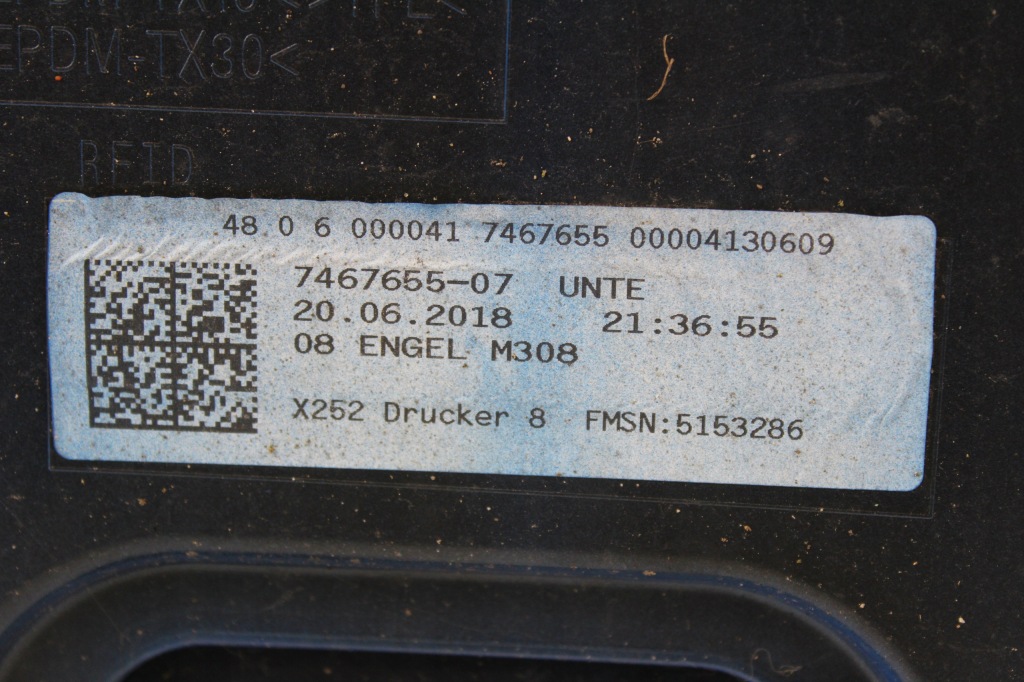 EPDM-TX30<
RFID
48 0 6 000041 7467655 00004130609
7467655-07 UNTE
20.06.2018 21:36:55
08 ENGEL M308
X252 Drucker 8 FMSN:5153286